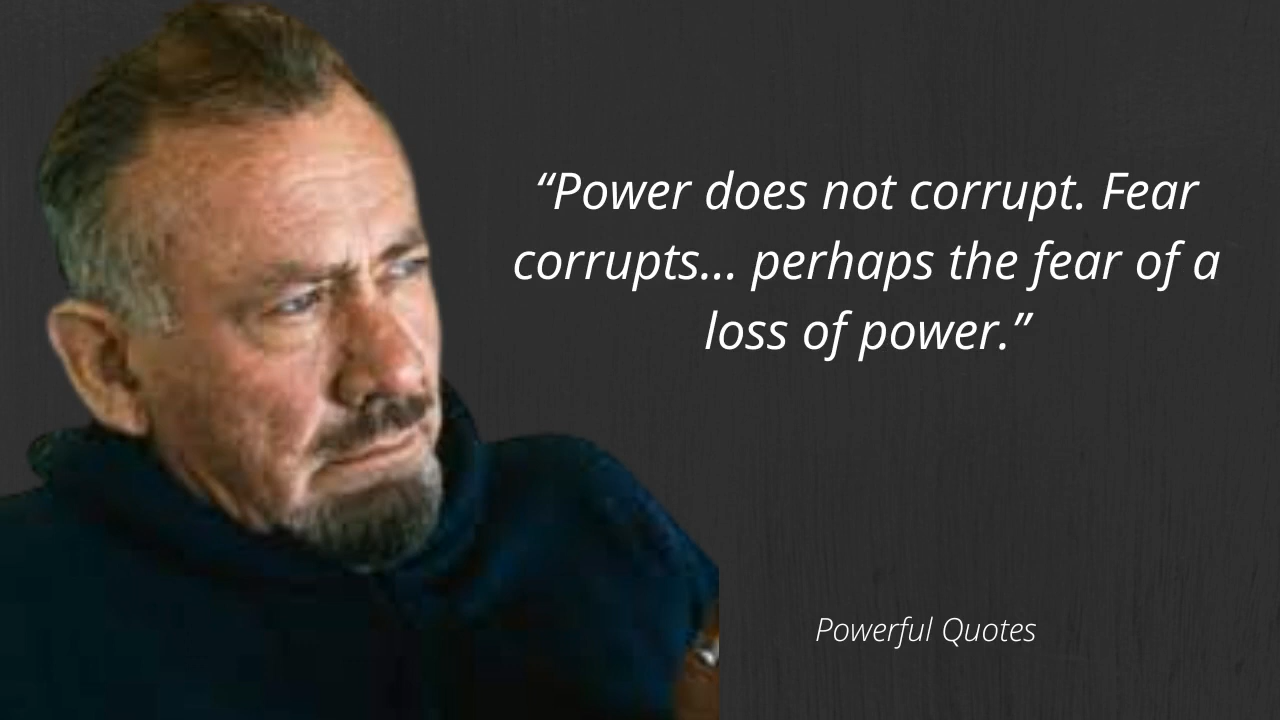 “Power does not corrupt. Fear
corrupts... perhaps the fear of a
loss of power.”
Powerful Quotes